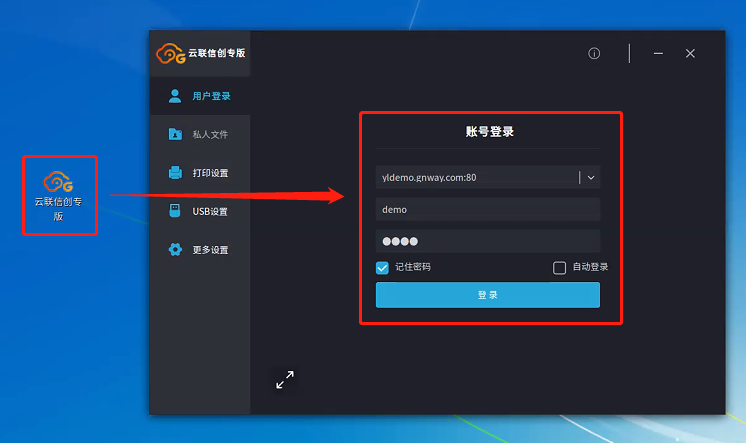 云联信创专
版
云联信创专版
用户登录
私人文件
打印设置
USB设置
更多设置
账号登录
yldemo.gnway.com:80
demo
记住密码
自动登录
登录